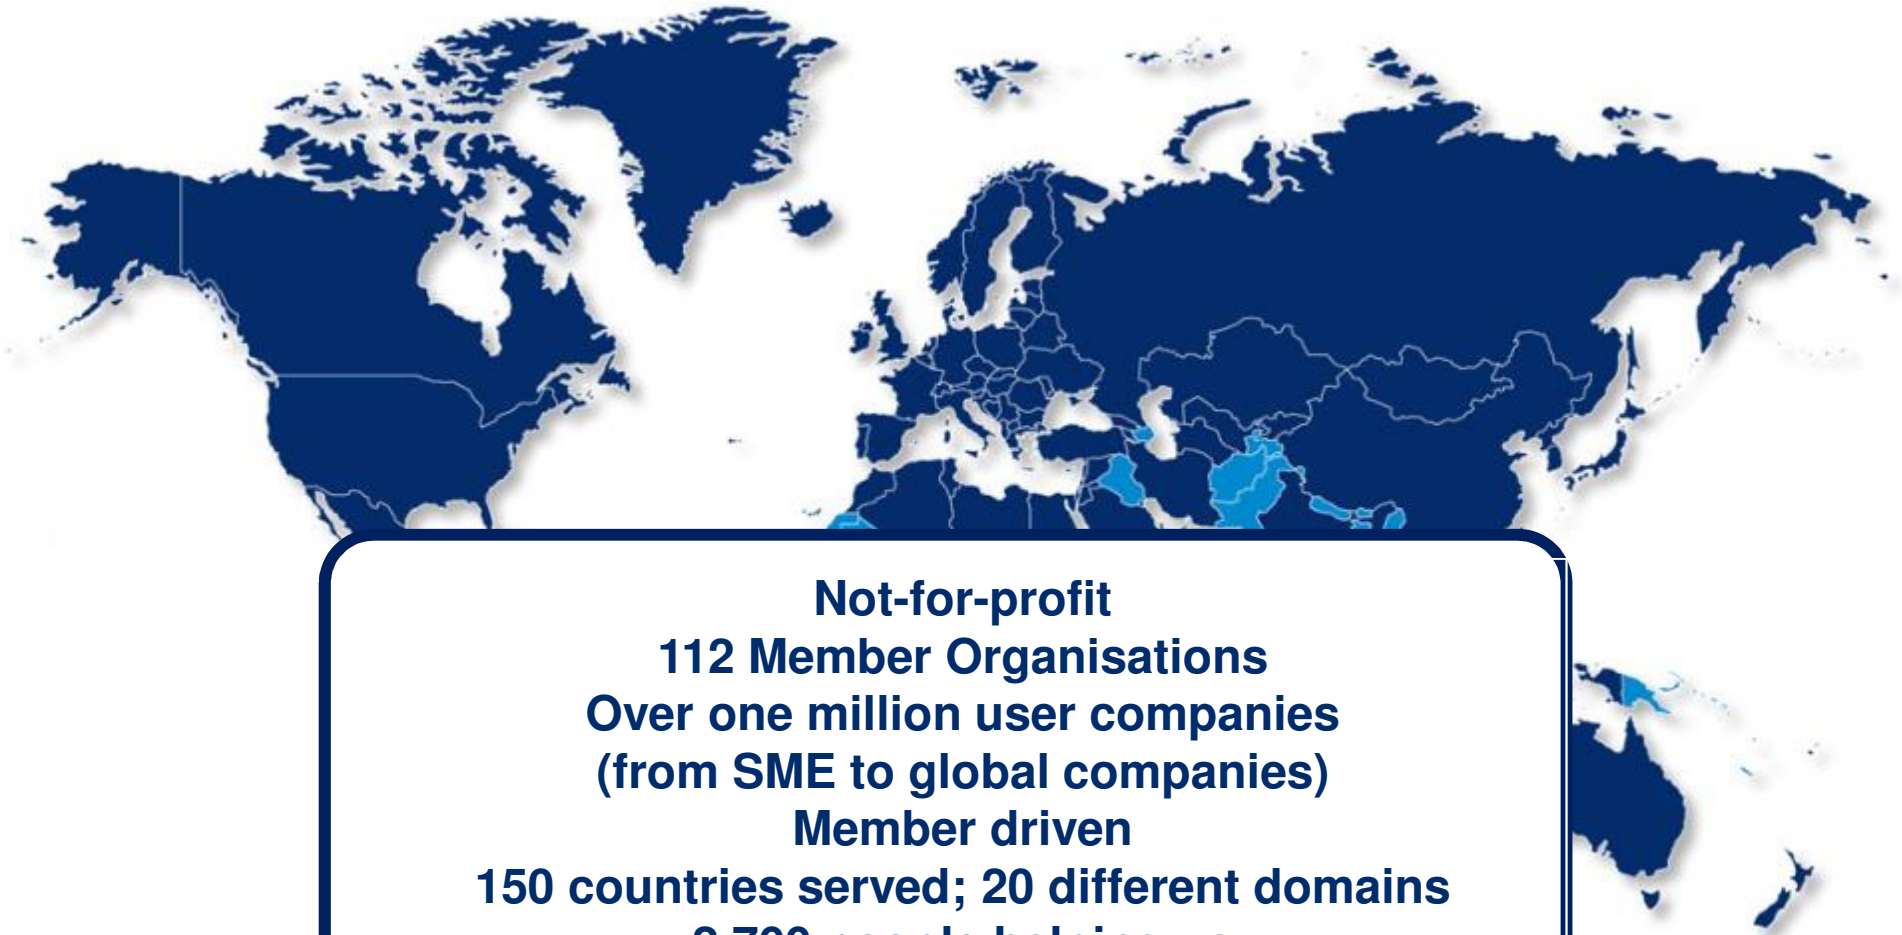 Not-for-profit
112 Member Organisations
Over one million user companies
(from SME to global companies)
Member driven
150 countries served; 20 different domains